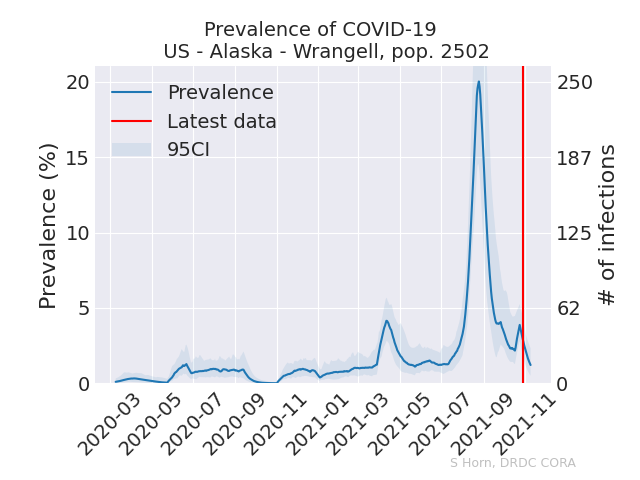 Prevalence of COVID-19
US - Alaska - Wrangell, pop. 2502
Prevalence
Latest data
95CI
Prevalence (%)
20
15
10
5
0
250
187
125
62
0
# of infections
2020-03
2020-05
2020-07
2020-09
2020-11
2021-01
2021-03
2021-05
2021-07
2021-09
2021-11
S Horn, DRDC CORA